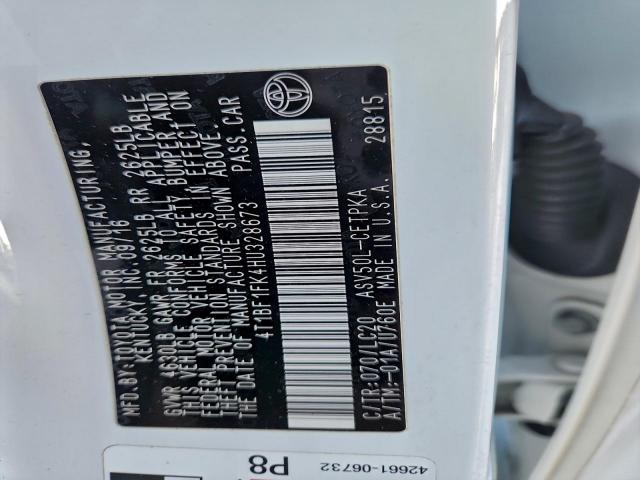 MFD.BY:TOYOTA MOTOR MANUFACTURING,
KENTUCKY, INC.09/16
GVWR 4630LB GAWR FR 2625LB RR 2625LB
THIS VEHICLE CONFORMS TO ALL APPLICABLE
FEDERAL MOTOR VEHICLE SAFETY, BUMPER, AND
THEFT PREVENTION STANDARDS IN EFFECT ON
THE DATE OF MANUFACTURE SHOWN ABOVE.
4T1BF1FK4HU328673 PASS.CAR
C/TR:070/LC20 ASV50L-CETPKA
A/TM:-01A/U760E MADE IN U.S.A. 28815
P8
42661-06732